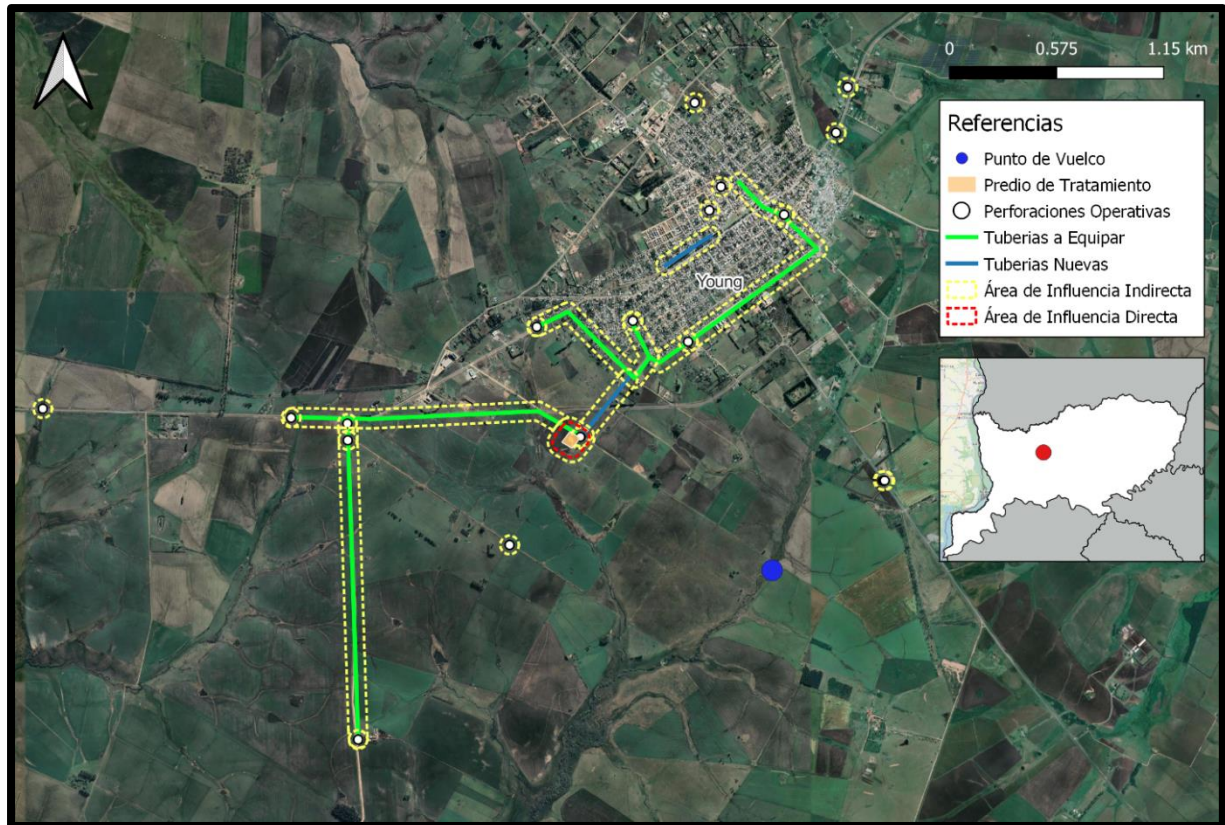 0 0.575 1.15 km
Referencias
Punto de Vuelco
Predio de Tratamiento
Perforaciones Operativas
Tuberias a Equipar
Tuberias Nuevas
Área de Influencia Indirecta
Área de Influencia Directa
Young